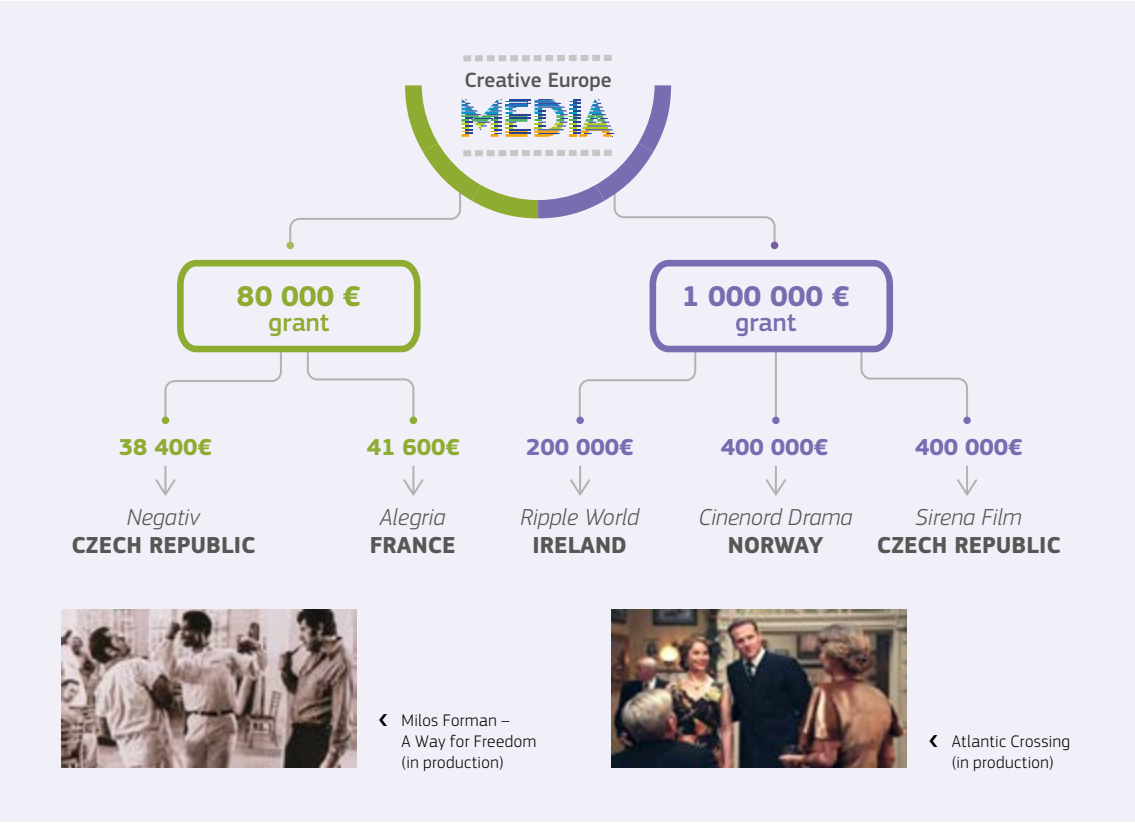 Creative Europe
MEDIA
80 000 €
grant
1 000 000 €
grant
38 400€
41 600€
200 000€
400 000€
400 000€
Negativ
CZECH REPUBLIC
Alegria
FRANCE
Ripple World
IRELAND
Cinenord Drama
NORWAY
Sirena Film
CZECH REPUBLIC
Milos Forman –
A Way for Freedom
(in production)
Atlantic Crossing
(in production)